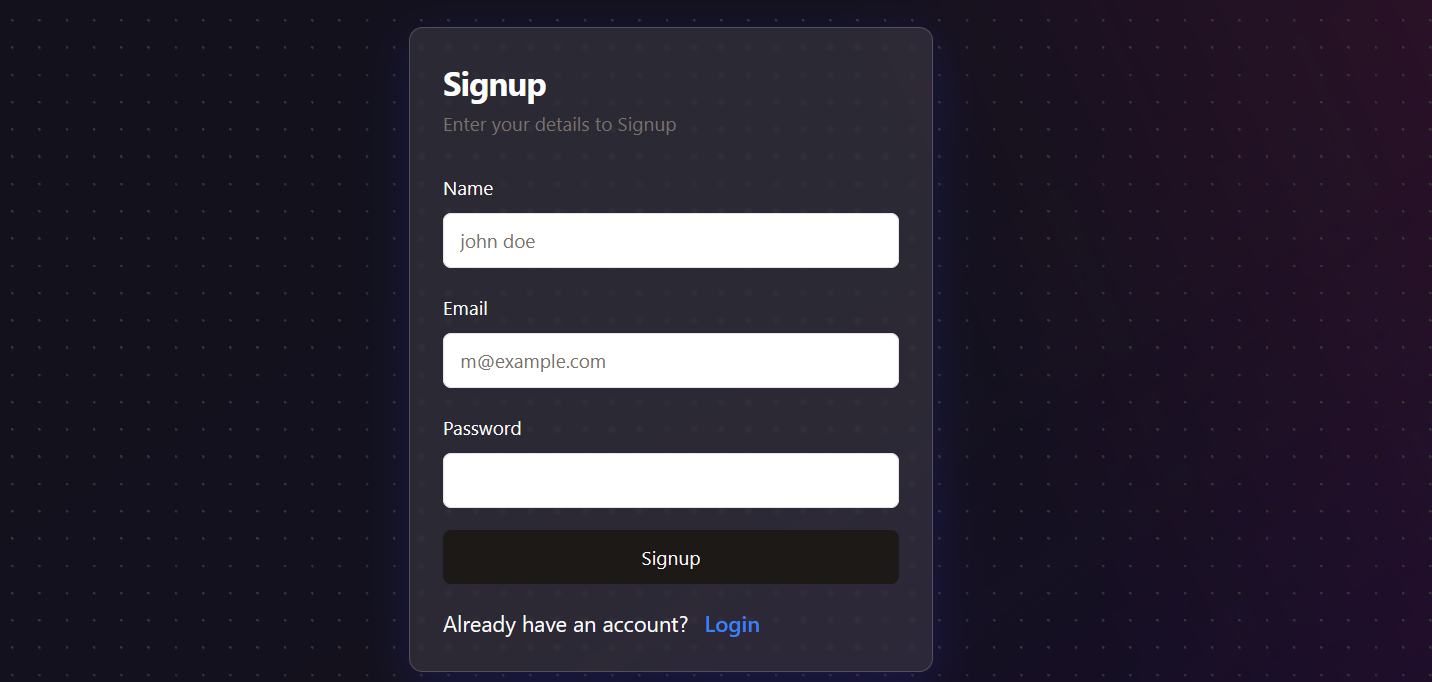 Signup
Enter your details to Signup
Name
john doe
Email
m@example.com
Password
Signup
Already have an account? Login